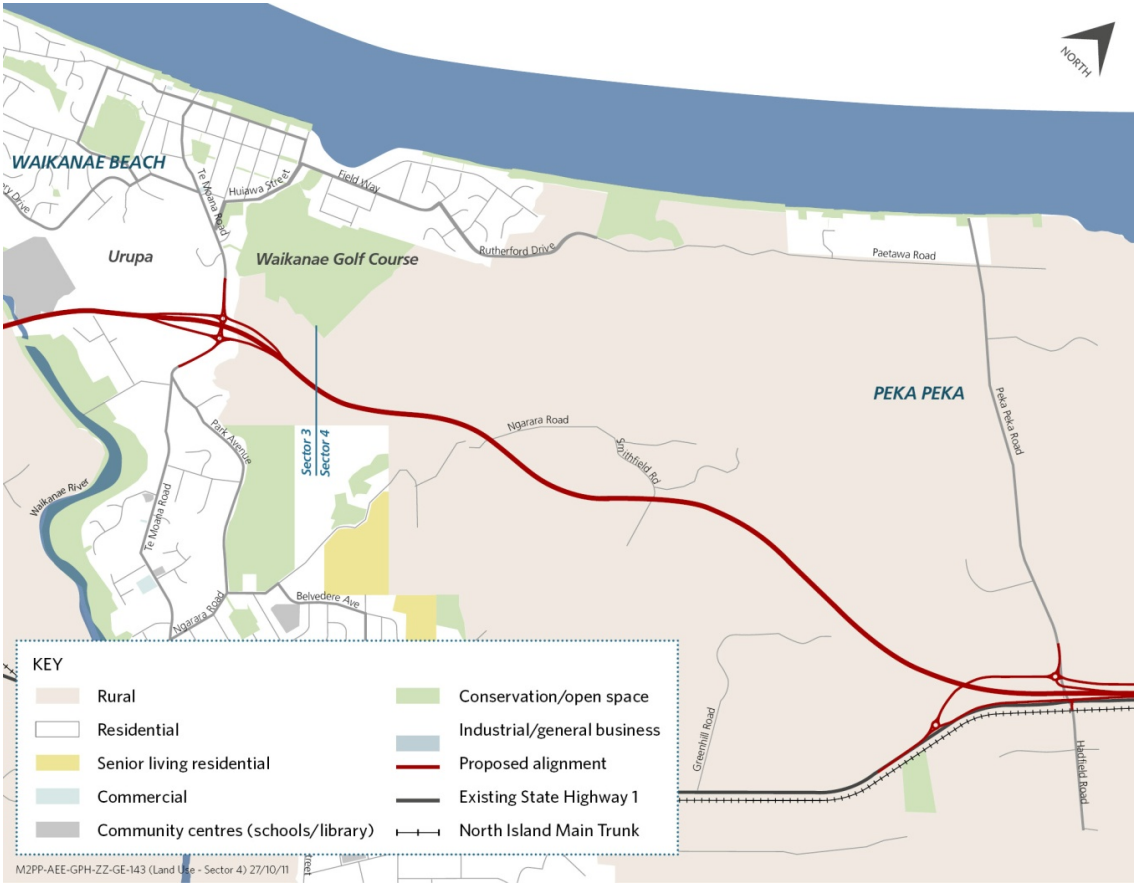 NORTH
WAIKANAE BEACH
Te Moana Road
Huiawa Street
Field Way
ery Drive
Urupa
Waikanae Golf Course
Rutherford Drive
Paetawa Road
PEKA PEKA
Peka Peka Road
Ngarara Road
Smithfield Rd
Park Avenue
Sector 3
Sector 4
Waikanae River
Te Moana Road
Belvedere Ave
Ngarara Road
Greenhill Road
Hadfield Road
KEY
Rural
Residential
Senior living residential
Commercial
Community centres (schools/library)
Conservation/open space
Industrial/general business
Proposed alignment
Existing State Highway 1
North Island Main Trunk
M2PP-AEE-GPH-ZZ-GE-143 (Land Use - Sector 4) 27/10/11